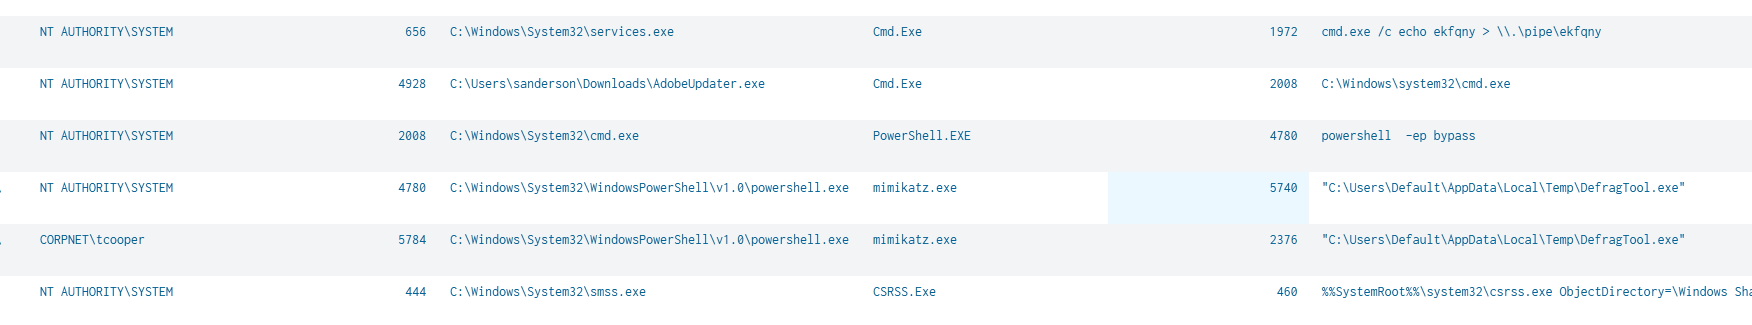 NT AUTHORITY\SYSTEM 656 C:\Windows\System32\services.exe Cmd.Exe 1972 cmd.exe /c echo ekfqny > \\.\pipe\ekfqny
NT AUTHORITY\SYSTEM 4928 C:\Users\sanderson\Downloads\AdobeUpdater.exe Cmd.Exe 2008 C:\Windows\system32\cmd.exe
NT AUTHORITY\SYSTEM 2008 C:\Windows\System32\cmd.exe PowerShell.EXE 4780 powershell  -ep bypass
NT AUTHORITY\SYSTEM 4780 C:\Windows\System32\WindowsPowerShell\v1.0\powershell.exe mimikatz.exe 5740 "C:\Users\Default\AppData\Local\Temp\DefragTool.exe"
CORPNET\tcooper 5784 C:\Windows\System32\WindowsPowerShell\v1.0\powershell.exe mimikatz.exe 2376 "C:\Users\Default\AppData\Local\Temp\DefragTool.exe"
NT AUTHORITY\SYSTEM 444 C:\Windows\System32\smss.exe CSRSS.Exe 460 %%SystemRoot%%\system32\csrss.exe ObjectDirectory=\Windows Sha